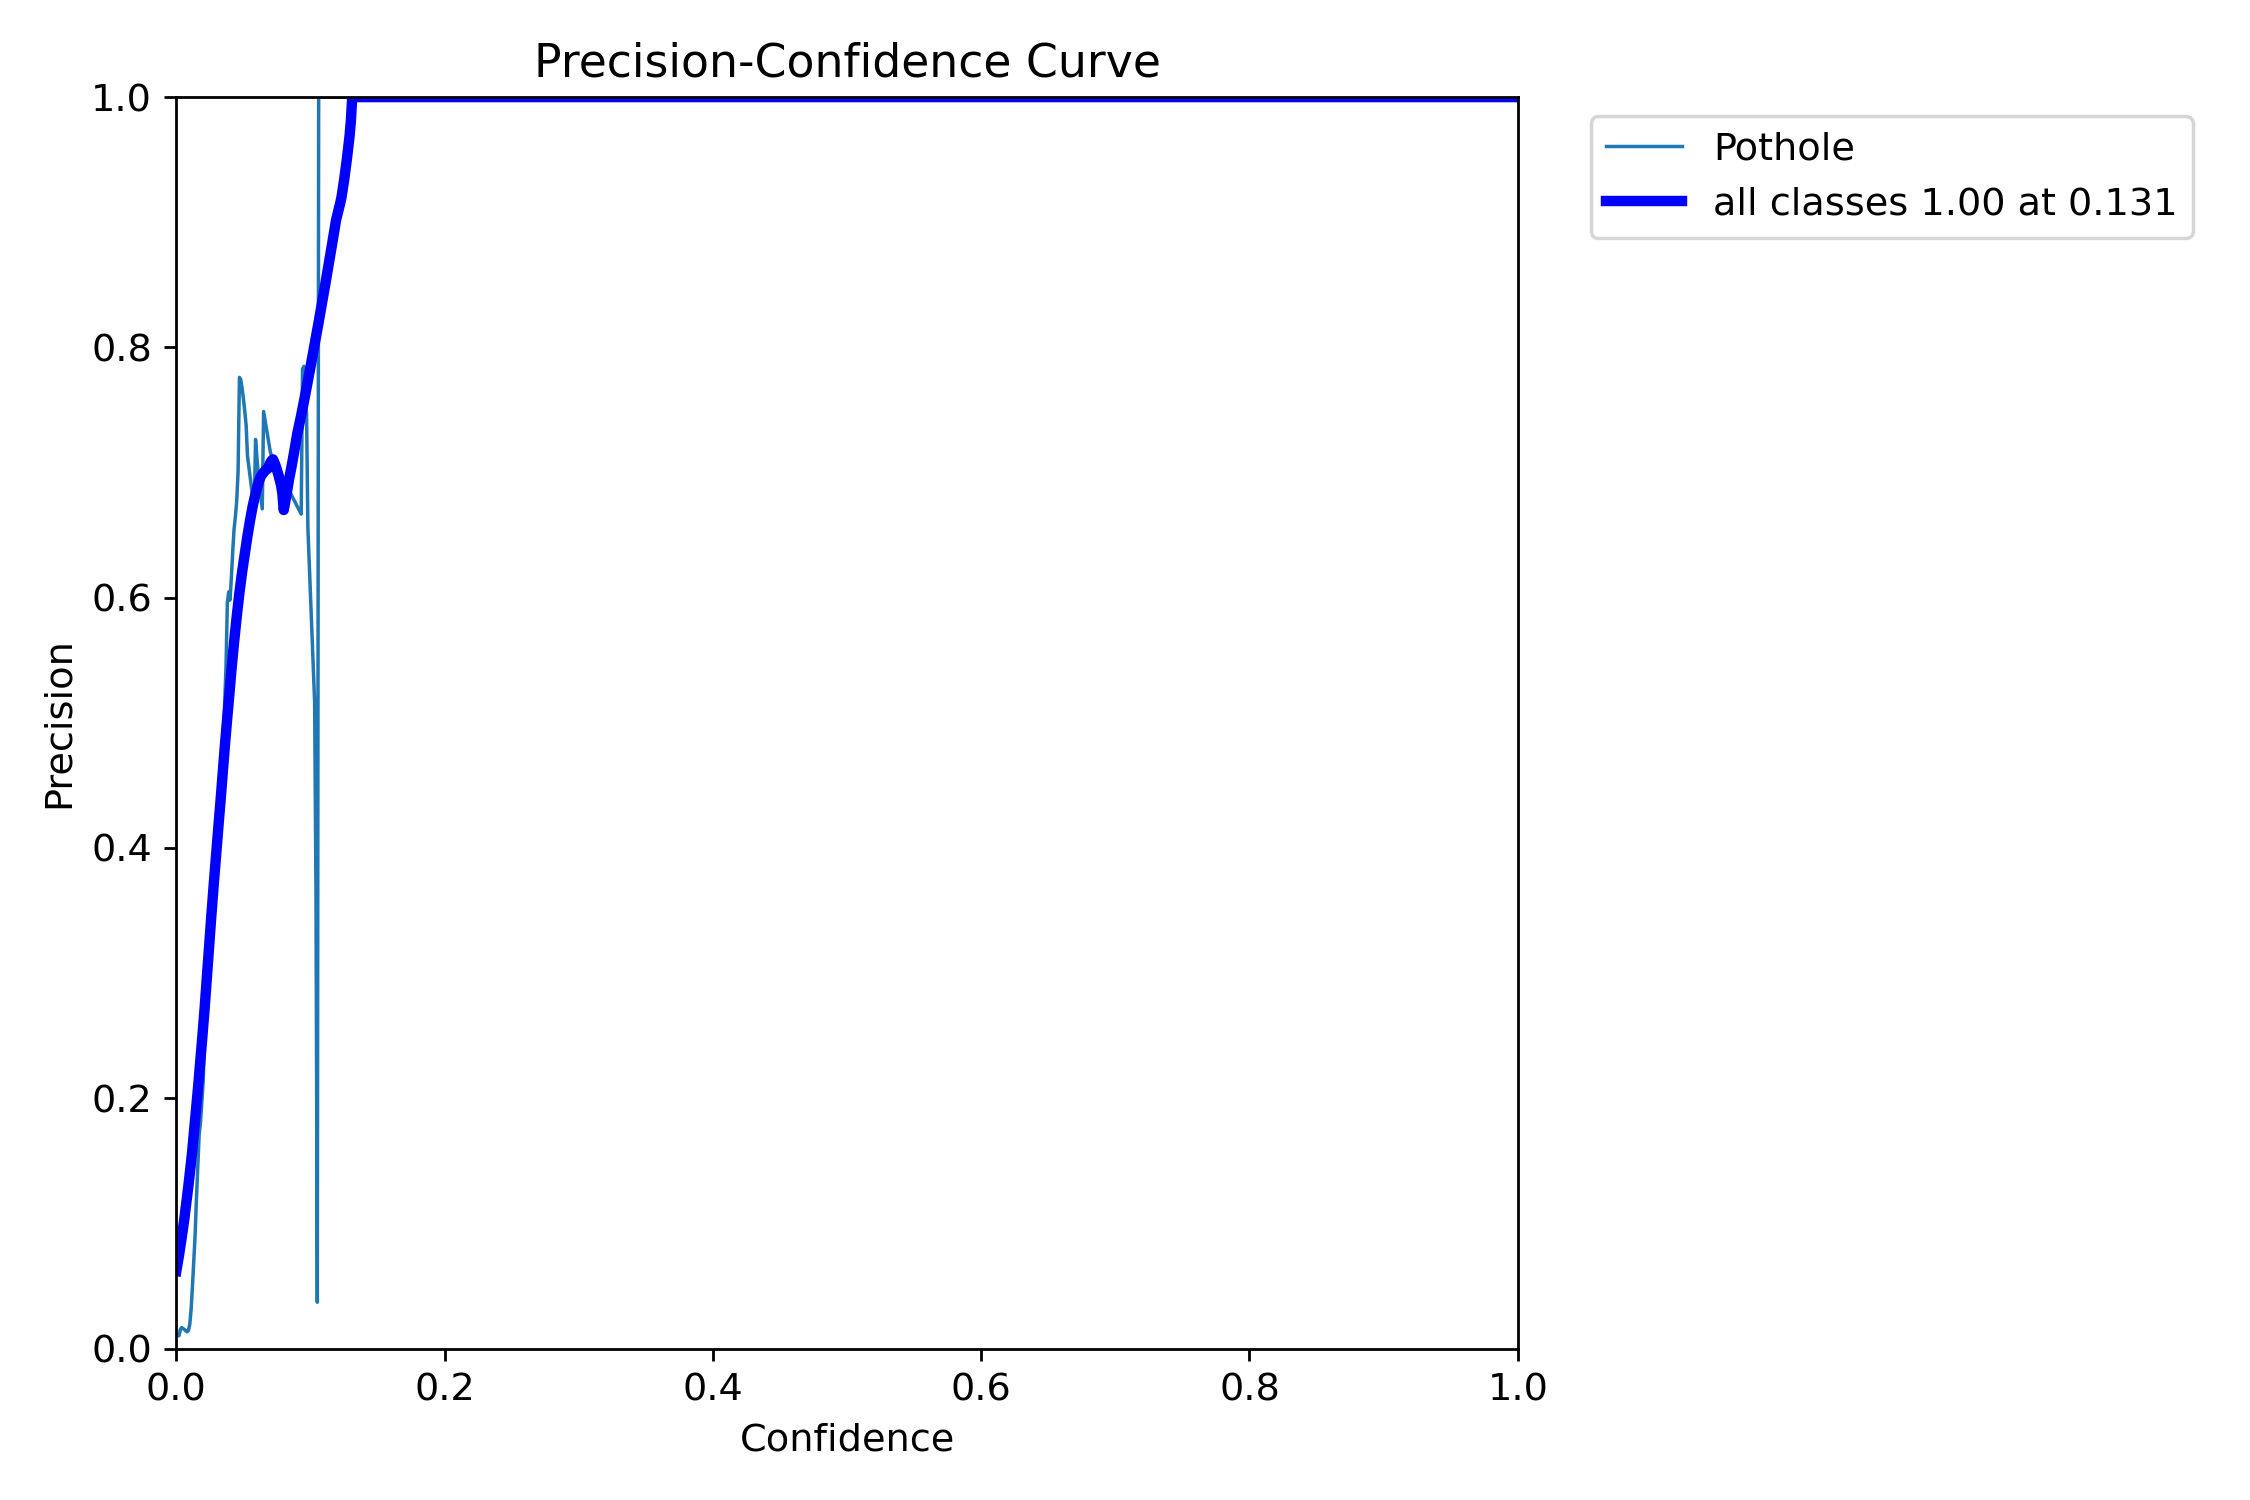 Precision-Confidence Curve
1.0
0.8
0.6
0.4
0.2
0.0
Precision
0.0 0.2 0.4 0.6 0.8 1.0
Confidence
Pothole
all classes 1.00 at 0.131